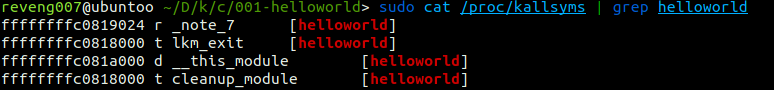 reveng007@ubuntoo ~/D/k/c/001-helloworld> sudo cat /proc/kallsyms | grep helloworld
ffffffffc0819024 r _note_7	[helloworld]
ffffffffc0818000 t lkm_exit	[helloworld]
ffffffffc081a000 d __this_module	[helloworld]
ffffffffc0818000 t cleanup_module	[helloworld]